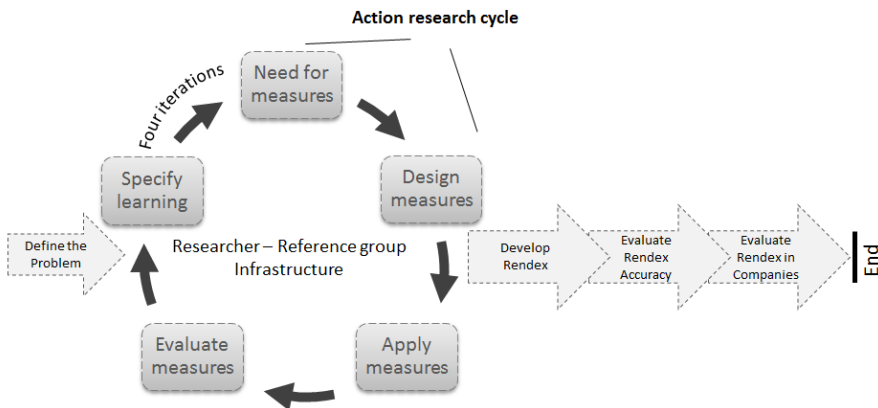 Action research cycle
Four iterations
Need for
measures
Specify
learning
Design
measures
Define the
Problem
Researcher – Reference group
Infrastructure
Develop
Rendex
Evaluate
Rendex
Accuracy
Evaluate
Rendex in
Companies
End
Evaluate
measures
Apply
measures